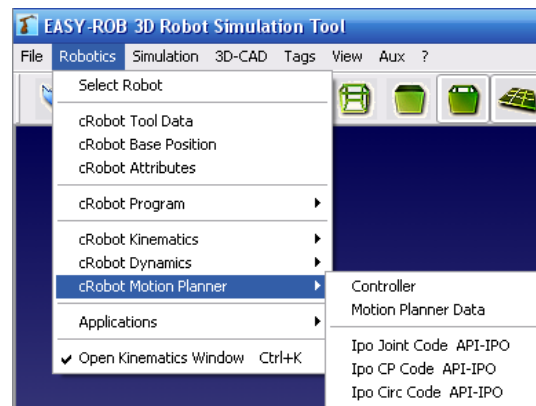 EASY-ROB 3D Robot Simulation Tool
File Robotics Simulation 3D-CAD Tags View Aux ?
Select Robot
cRobot Tool Data
cRobot Base Position
cRobot Attributes
cRobot Program
cRobot Kinematics
cRobot Dynamics
cRobot Motion Planner
Controller
Motion Planner Data
Applications
Ipo Joint Code API-IPO
Open Kinematics Window Ctrl+K
Ipo CP Code API-IPO
Ipo Circ Code API-IPO